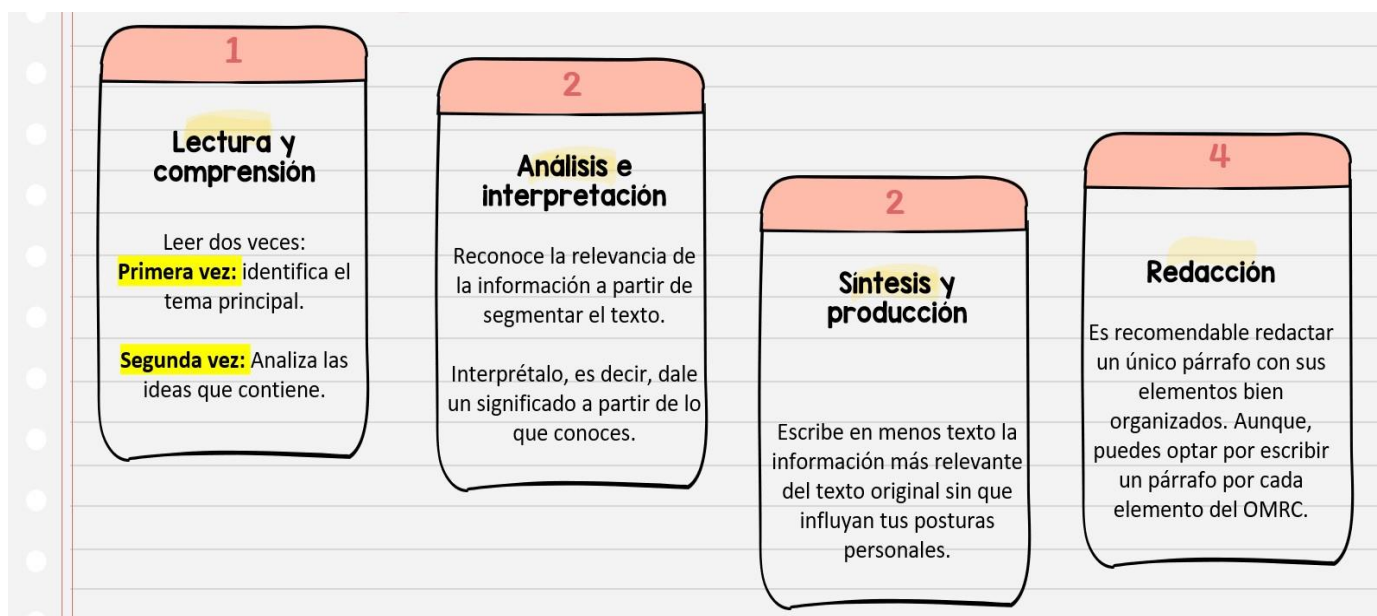 1
Lectura y
comprensión
Leer dos veces:
Primera vez: identifica el
tema principal.
Segunda vez: Analiza las
ideas que contiene.
2
Análisis e
interpretación
Reconoce la relevancia de
la información a partir de
segmentar el texto.
Interprétalo, es decir, dale
un significado a partir de lo
que conoces.
2
Síntesis y
producción
Escribe en menos texto la
información más relevante
del texto original sin que
influyan tus posturas
personales.
4
Redacción
Es recomendable redactar
un único párrafo con sus
elementos bien
organizados. Aunque,
puedes optar por escribir
un párrafo por cada
elemento del OMRC.